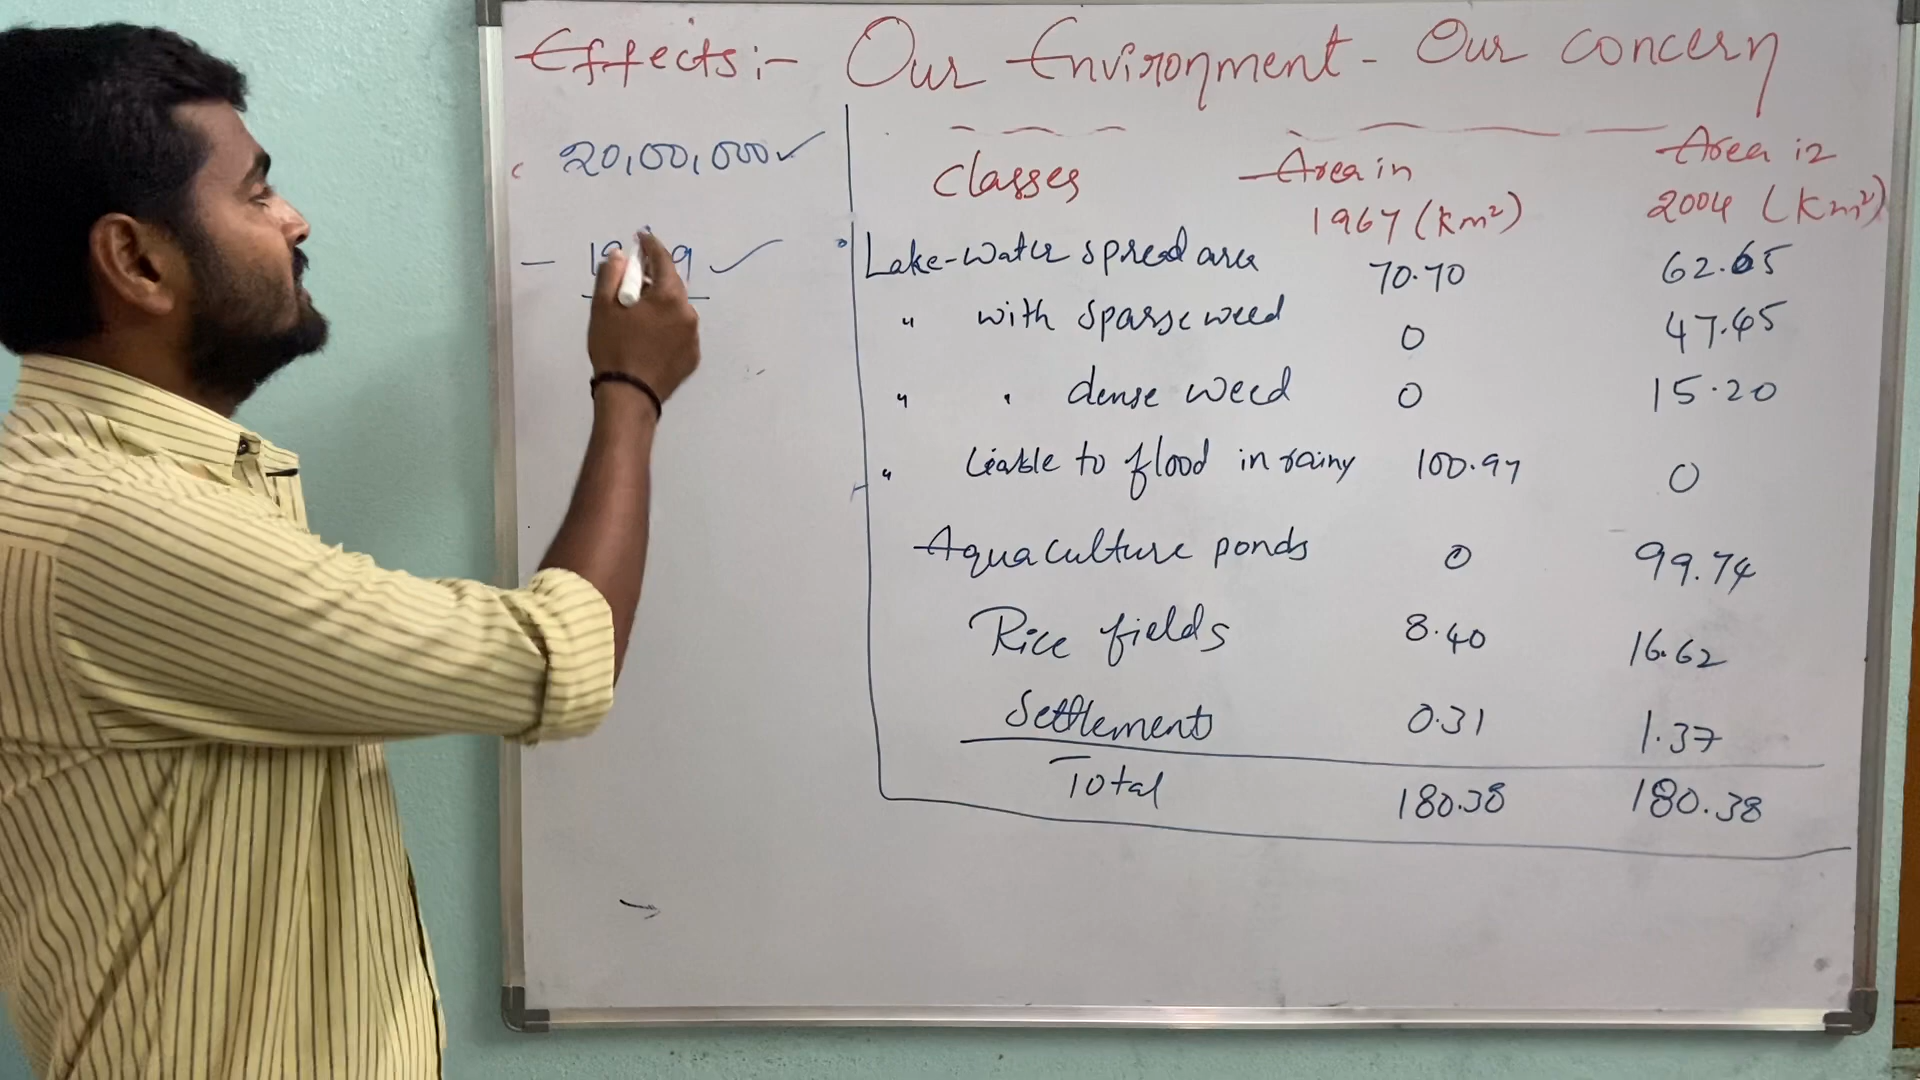 Effects:- Our Environment - Our concern
20,00,000
Classes Area in 1967 (km²) Area in 2004 (Km²)
Lake-Water spread area 70.70 62.65
" with sparse weed 0 47.45
" " dense weed 0 15.20
" Liable to flood in rainy 100.97 0
Aquaculture ponds 0 99.74
Rice fields 8.40 16.62
Settlements 0.31 1.37
Total 180.38 180.38